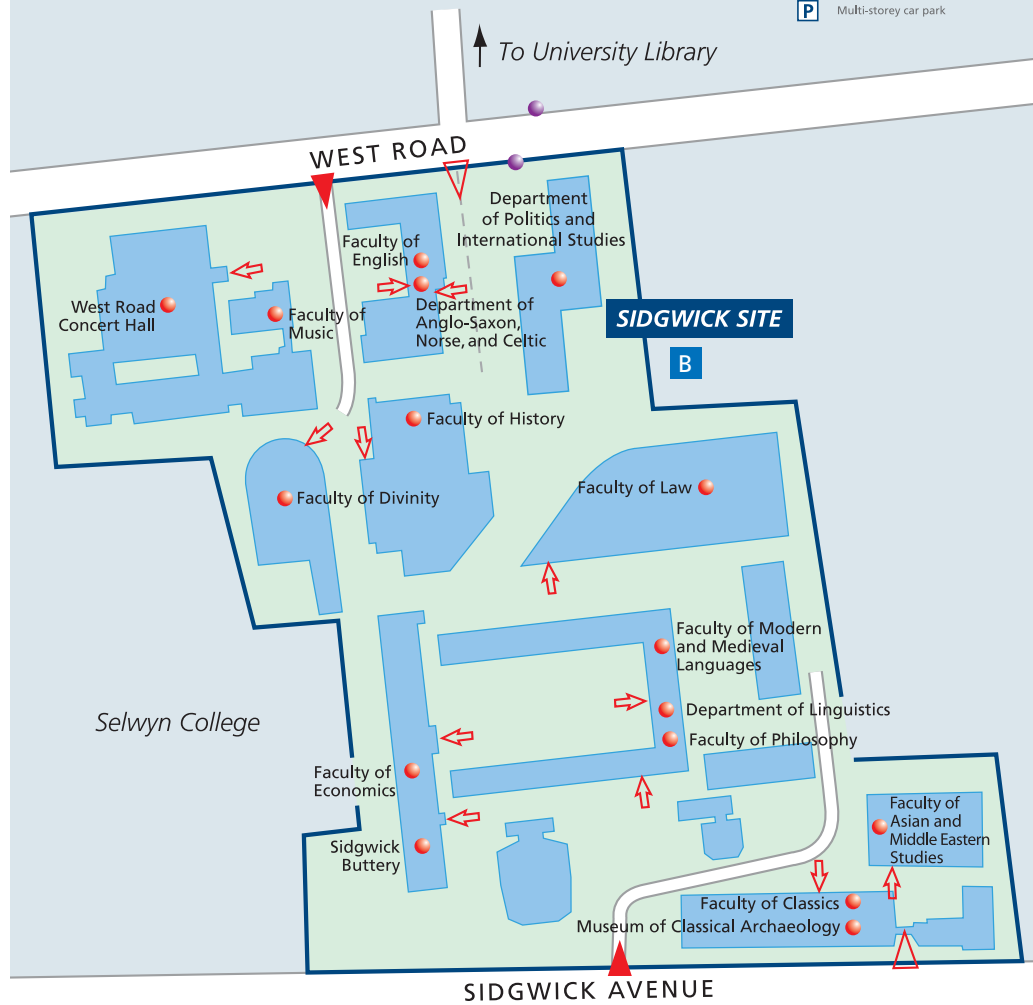 P Multi-storey car park
To University Library
WEST ROAD
Department
of Politics and
International Studies
Faculty of
English
West Road
Concert Hall
Faculty of
Music
Department of
Anglo-Saxon,
Norse, and Celtic
SIDGWICK SITE
B
Faculty of History
Faculty of Law
Faculty of Divinity
Faculty of Modern
and Medieval
Languages
Selwyn College
Department of Linguistics
Faculty of Philosophy
Faculty of
Economics
Faculty of
Asian and
Middle Eastern
Studies
Sidgwick
Buttery
Faculty of Classics
Museum of Classical Archaeology
SIDGWICK AVENUE